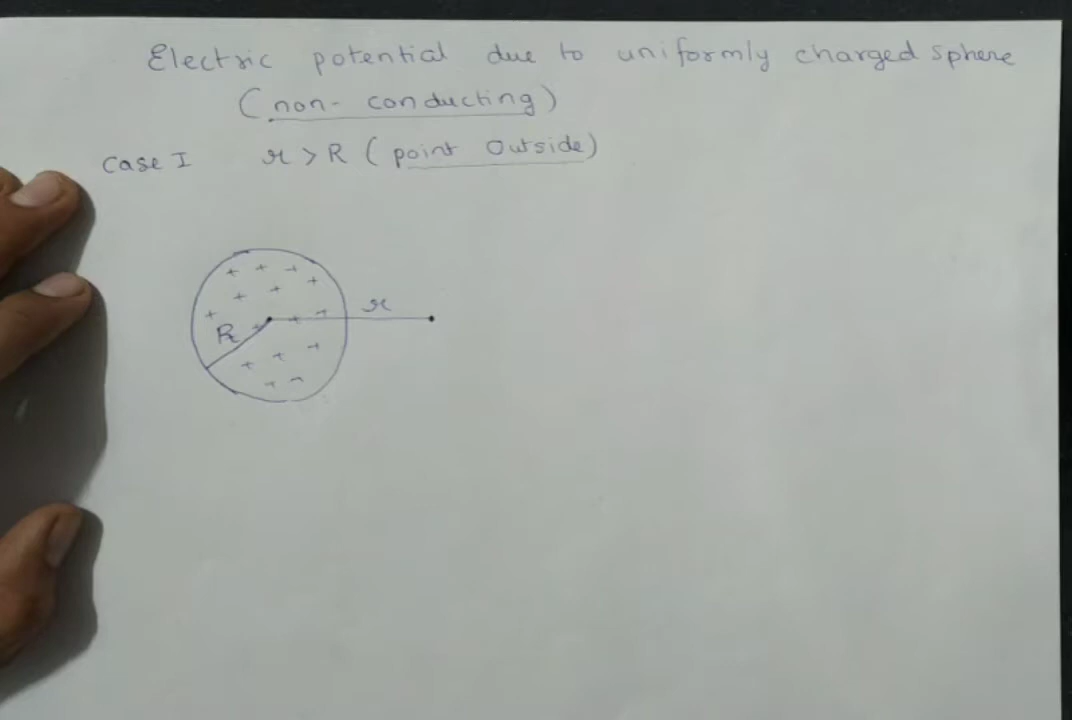 Electric potential due to uniformly charged sphere
(non-conducting)
Case I r > R (point outside)
r
R